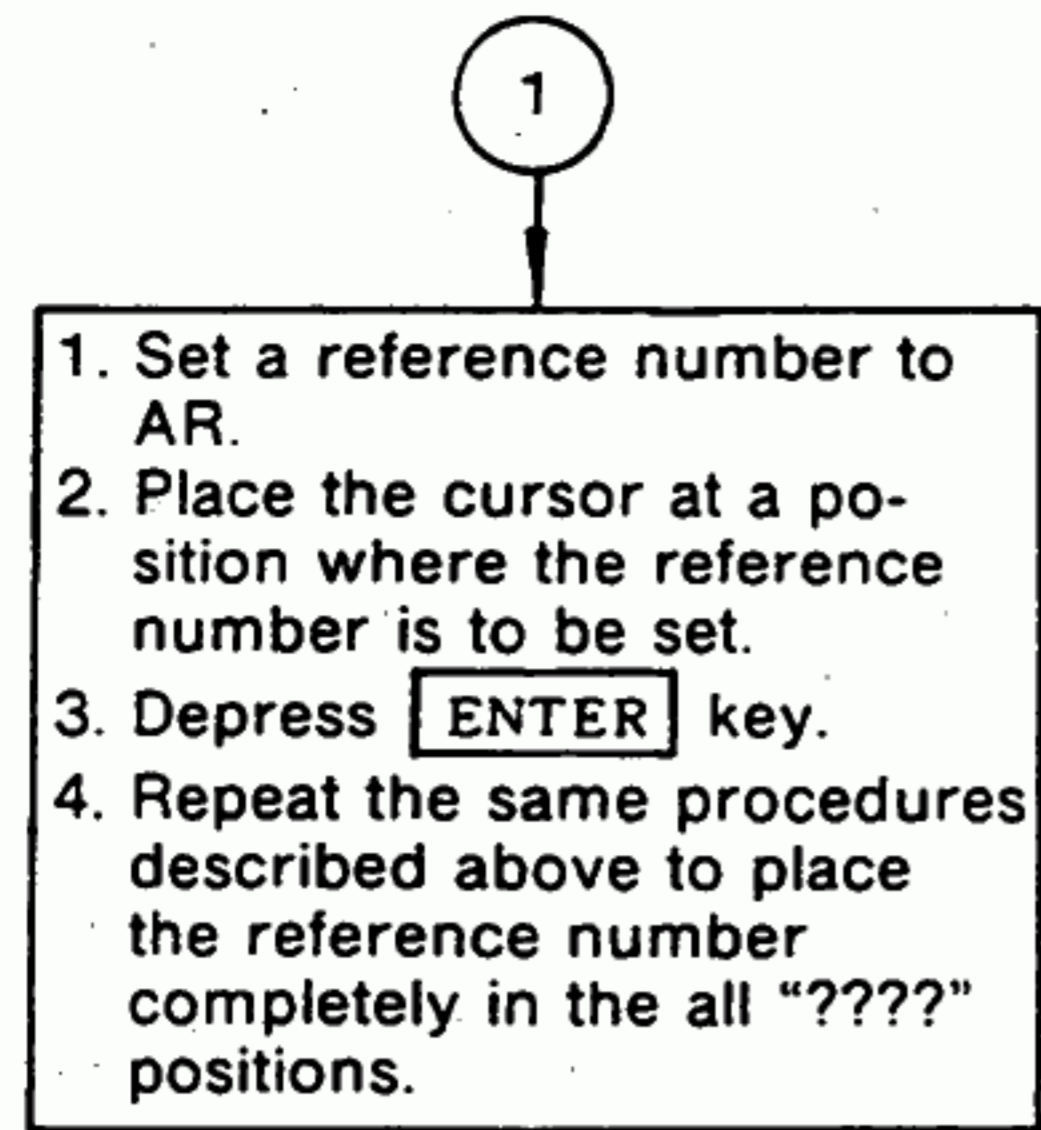 1
1. Set a reference number to
AR.
2. Place the cursor at a po-
sition where the reference
number is to be set.
3. Depress ENTER key.
4. Repeat the same procedures
described above to place
the reference number
completely in the all “????”
positions.